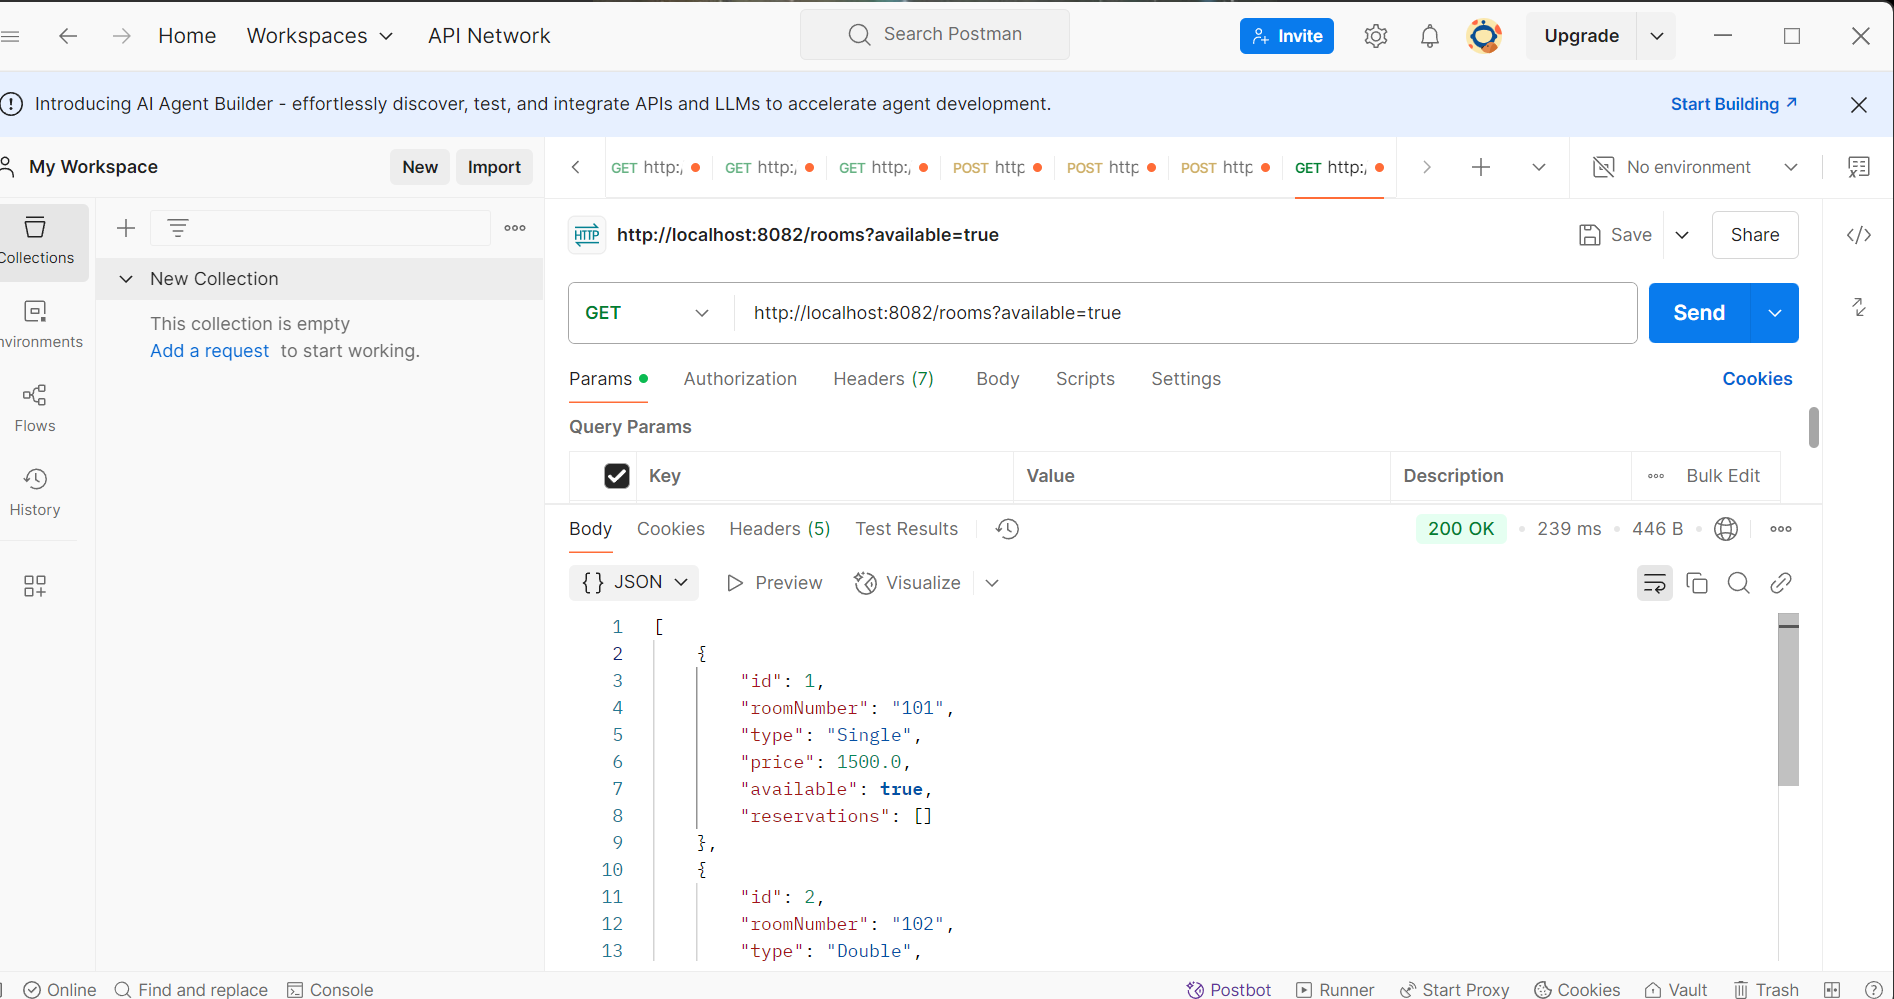 Home Workspaces API Network Search Postman Invite Upgrade
Introducing AI Agent Builder - effortlessly discover, test, and integrate APIs and LLMs to accelerate agent development. Start Building
My Workspace New Import
GET http:/ GET http:/ GET http:/ POST http POST http POST http GET http:/ No environment
Collections
New Collection
This collection is empty
Add a request to start working.
nvironments
Flows
History
HTTP http://localhost:8082/rooms?available=true Save Share
GET http://localhost:8082/rooms?available=true Send
Params Authorization Headers (7) Body Scripts Settings Cookies
Query Params
Key Value Description Bulk Edit
Body Cookies Headers (5) Test Results 200 OK 239 ms 446 B
{} JSON Preview Visualize
1 [
2 {
3 "id": 1,
4 "roomNumber": "101",
5 "type": "Single",
6 "price": 1500.0,
7 "available": true,
8 "reservations": []
9 },
10 {
11 "id": 2,
12 "roomNumber": "102",
13 "type": "Double",
Online Find and replace Console Postbot Runner Start Proxy Cookies Vault Trash